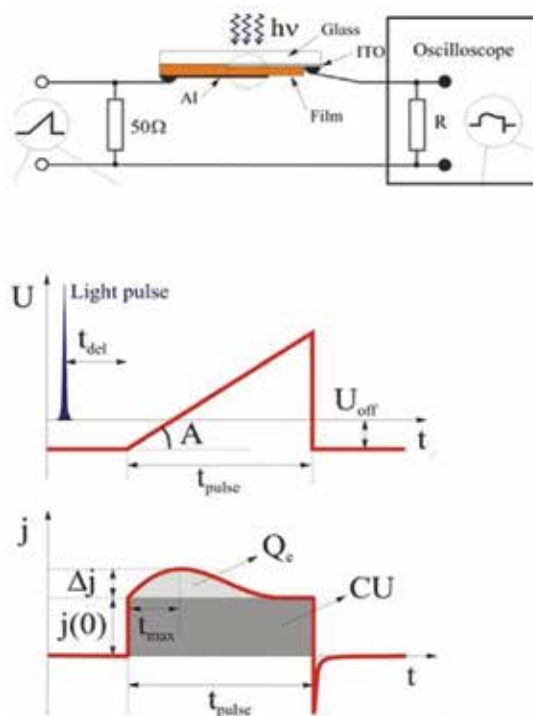 hν
Glass
ITO
Oscilloscope
Al
Film
50Ω
R
U
Light pulse
t_del
U_off
A
t
t_pulse
j
Q_e
Δj
CU
j(0)
t_max
t
t_pulse